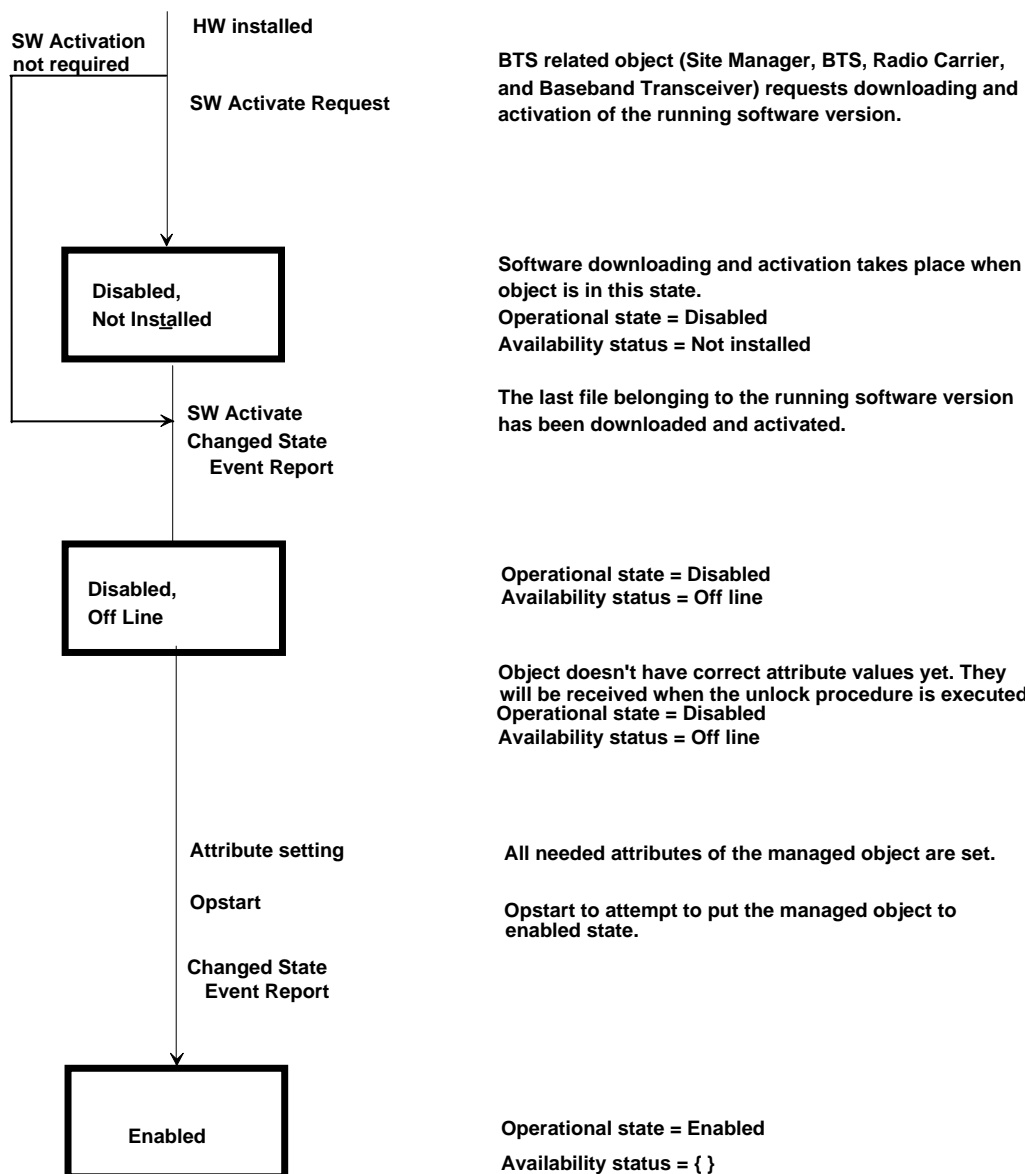 HW installed
SW Activation
not required
BTS related object (Site Manager, BTS, Radio Carrier,
and Baseband Transceiver) requests downloading and
activation of the running software version.
SW Activate Request
Software downloading and activation takes place when
object is in this state.
Operational state = Disabled
Availability status = Not installed
Disabled,
Not Installed
The last file belonging to the running software version
has been downloaded and activated.
SW Activate
Changed State
Event Report
Disabled,
Off Line
Operational state = Disabled
Availability status = Off line
Object doesn't have correct attribute values yet. They
will be received when the unlock procedure is executed
Operational state = Disabled
Availability status = Off line
Attribute setting
All needed attributes of the managed object are set.
Opstart
Opstart to attempt to put the managed object to
enabled state.
Changed State
Event Report
Enabled
Operational state = Enabled
Availability status = { }